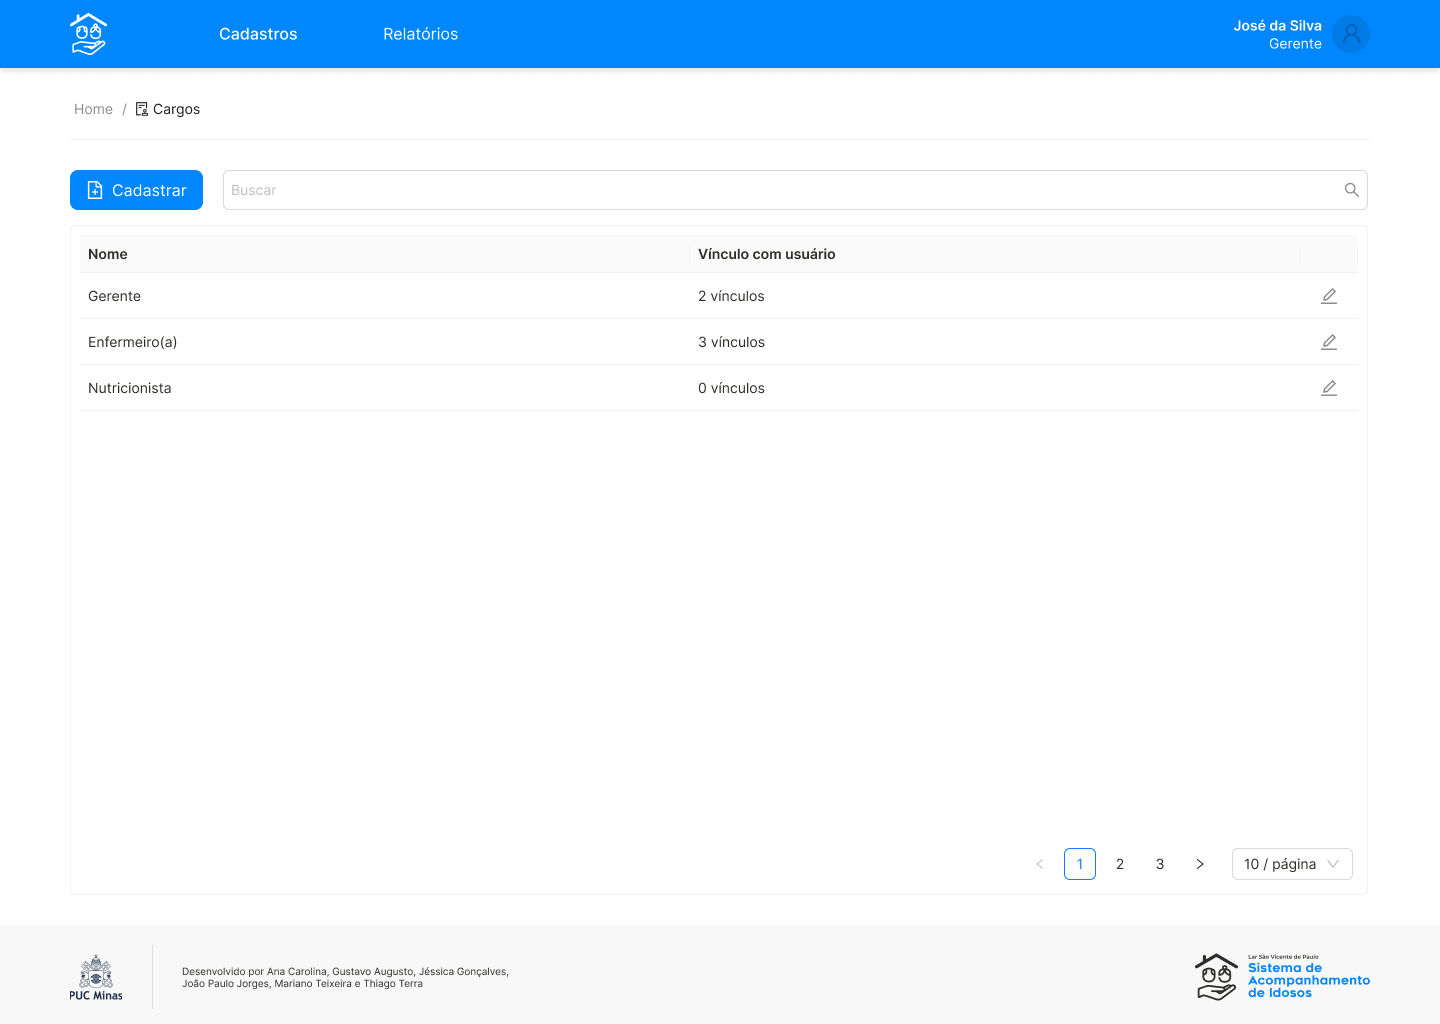 Cadastros
Relatórios
José da Silva
Gerente
Home / Cargos
Cadastrar
Buscar
Nome
Vínculo com usuário
Gerente
2 vínculos
Enfermeiro(a)
3 vínculos
Nutricionista
0 vínculos
< 1 2 3 >
10 / página
PUC Minas
Desenvolvido por Ana Carolina, Gustavo Augusto, Jéssica Gonçalves,
João Paulo Jorges, Mariano Teixeira e Thiago Terra
Lar São Vicente de Paulo
Sistema de
Acompanhamento
de Idosos